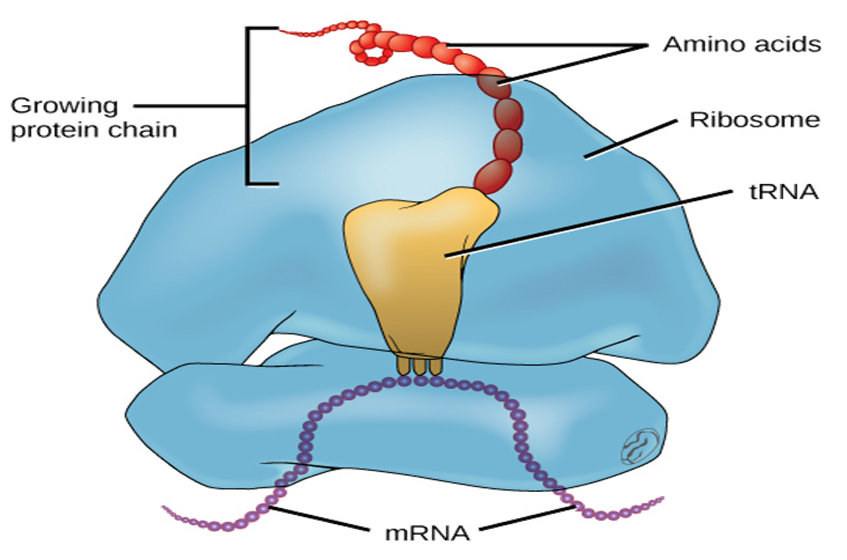 Amino acids
Growing
protein chain
Ribosome
tRNA
mRNA